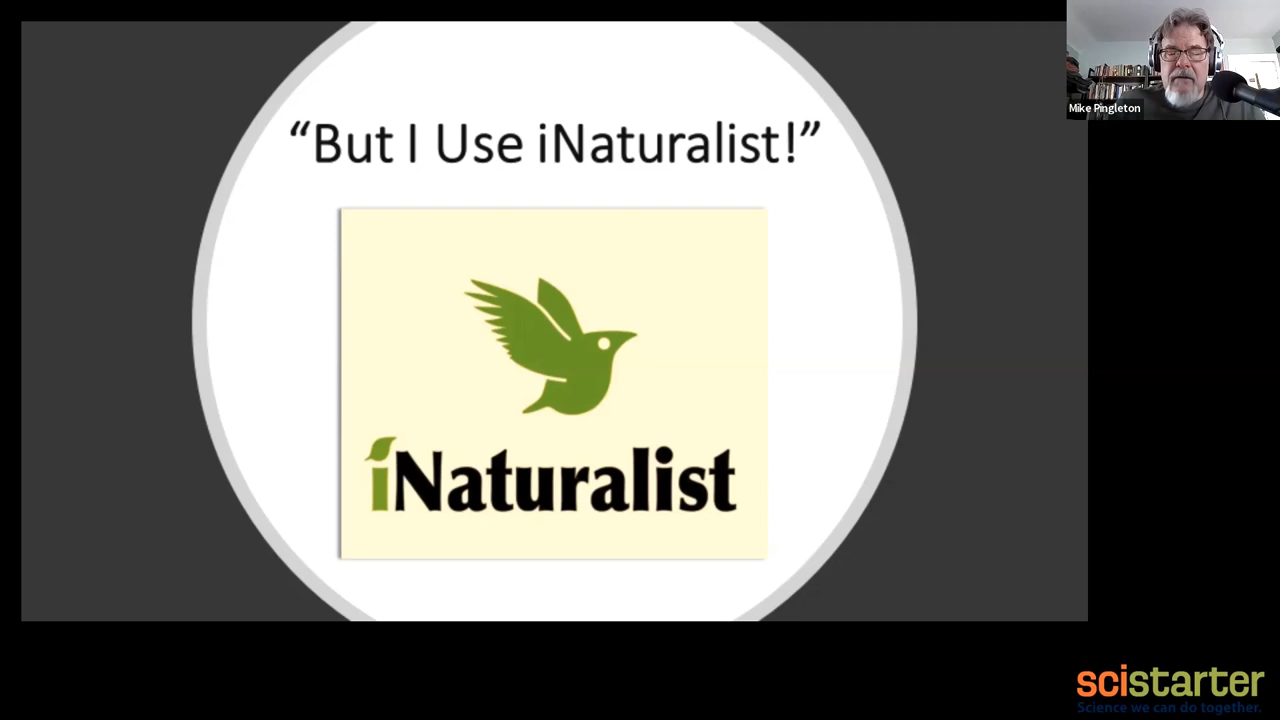 “But I Use iNaturalist!”
iNaturalist
Mike Pingleton
scistarter
Science we can do together.